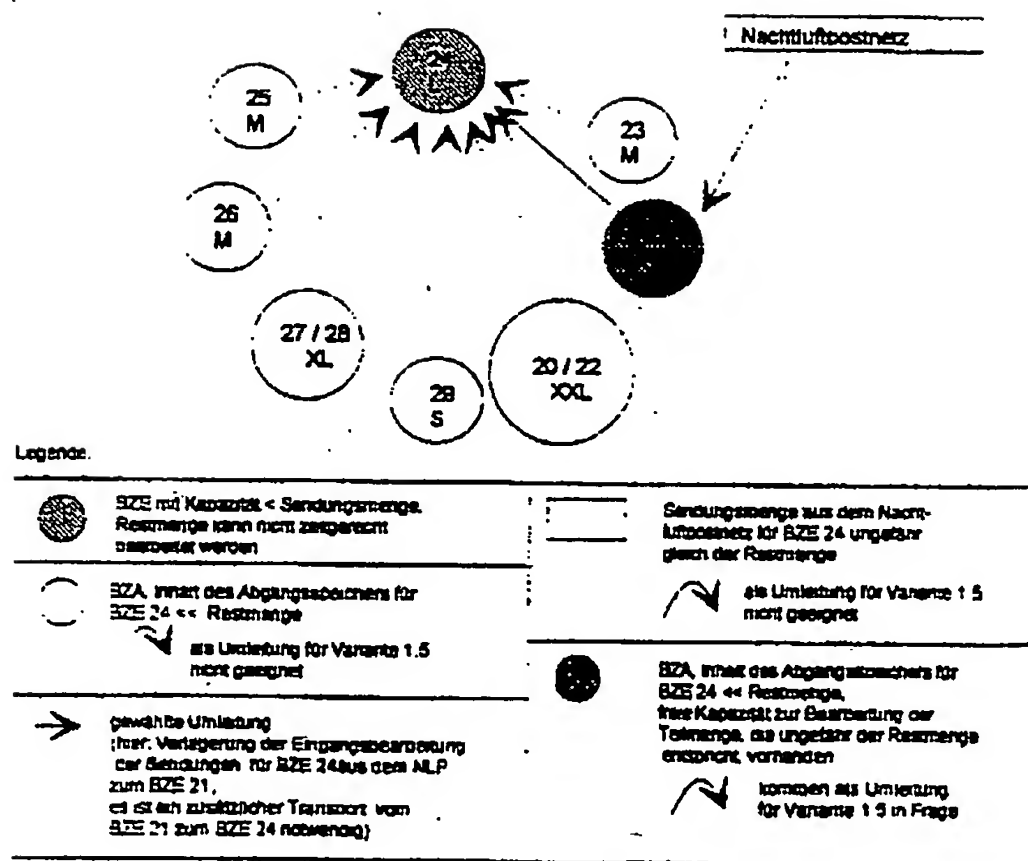 Nachtluftpostnetz
24
L
25
M
23
M
26
M
27 / 28
XL
20 / 22
XXL
29
S
Legende:
BZE mit Kapazität < Sendungsmenge,
Restmenge kann nicht zeitgerecht
bearbeitet werden
BZA, Inhalt des Abgangsspeichers für
BZE 24 << Restmenge
als Umleitung für Variante 1.5
nicht geeignet
gewählte Umleitung
(hier: Verlagerung der Eingangsbearbeitung
der Sendungen für BZE 24aus dem NLP
zum BZE 21,
es ist ein zusätzlicher Transport vom
BZE 21 zum BZE 24 notwendig)
Sendungsmenge aus dem Nacht-
luftpostnetz für BZE 24 ungefähr
gleich der Restmenge
als Umleitung für Variante 1.5
nicht geeignet
BZA, Inhalt des Abgangsspeichers für
BZE 24 << Restmenge,
freie Kapazität zur Bearbeitung der
Teilmenge, die ungefähr der Restmenge
entspricht, vorhanden
kommen als Umleitung
für Variante 1.5 in Frage